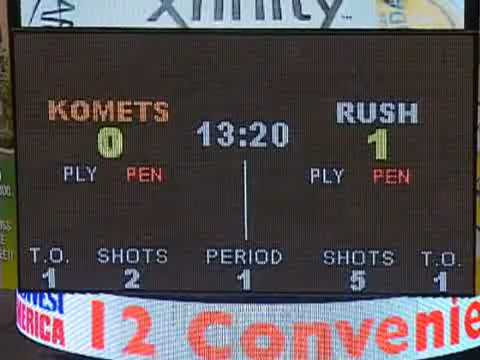 xfinity™
KOMETS 13:20 RUSH
0 1
PLY PEN PLY PEN
T.O. SHOTS PERIOD SHOTS T.O.
1 2 1 5 1
12 Convenie